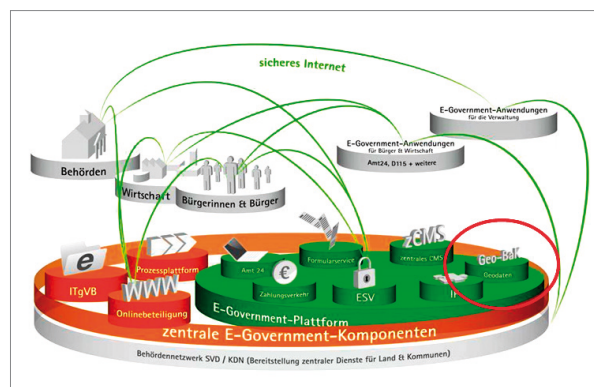 sicheres Internet
E-Government-Anwendungen
für die Verwaltung
E-Government-Anwendungen
für Bürger & Wirtschaft
Amt24, D115 + weitere
Behörden
Wirtschaft
Bürgerinnen & Bürger
zCMS
zentrales CMS
Geo-Bak
Geodaten
Formularservice
Prozessplattform
Amt 24
e
ITgVB
€
Zahlungsverkehr
ESV
WWW
Onlinebeteiligung
E-Government-Plattform
zentrale E-Government-Komponenten
Behördennetzwerk SVD / KDN (Bereitstellung zentraler Dienste für Land & Kommunen)